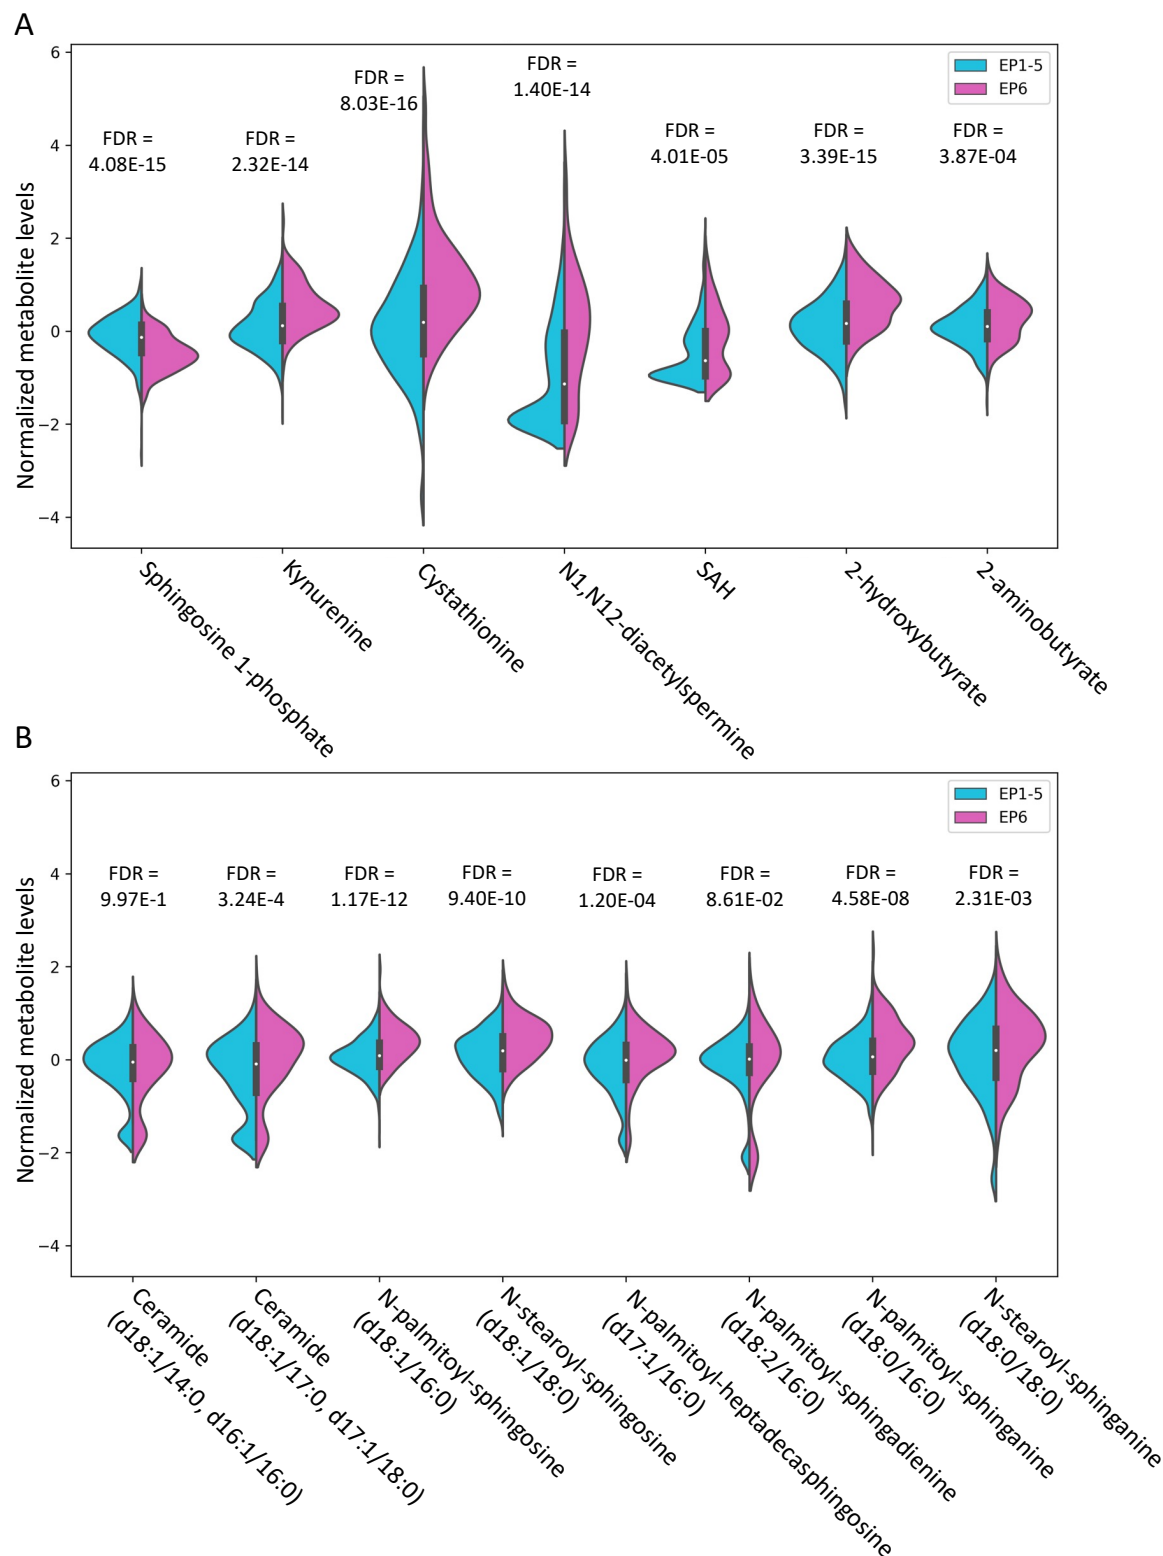 A
6
4
2
0
−2
−4
Normalized metabolite levels
EP1-5
EP6
FDR =
4.08E-15
FDR =
2.32E-14
FDR =
8.03E-16
FDR =
1.40E-14
FDR =
4.01E-05
FDR =
3.39E-15
FDR =
3.87E-04
Sphingosine 1-phosphate
Kynurenine
Cystathionine
N1,N12-diacetylspermine
SAH
2-hydroxybutyrate
2-aminobutyrate
B
6
4
2
0
−2
−4
Normalized metabolite levels
EP1-5
EP6
FDR =
9.97E-1
FDR =
3.24E-4
FDR =
1.17E-12
FDR =
9.40E-10
FDR =
1.20E-04
FDR =
8.61E-02
FDR =
4.58E-08
FDR =
2.31E-03
Ceramide
(d18:1/14:0, d16:1/16:0)
Ceramide
(d18:1/17:0, d17:1/18:0)
N-palmitoyl-sphingosine
(d18:1/16:0)
N-stearoyl-sphingosine
(d18:1/18:0)
N-palmitoyl-heptadecasphingosine
(d17:1/16:0)
N-palmitoyl-sphingadienine
(d18:2/16:0)
N-palmitoyl-sphinganine
(d18:0/16:0)
N-stearoyl-sphinganine
(d18:0/18:0)